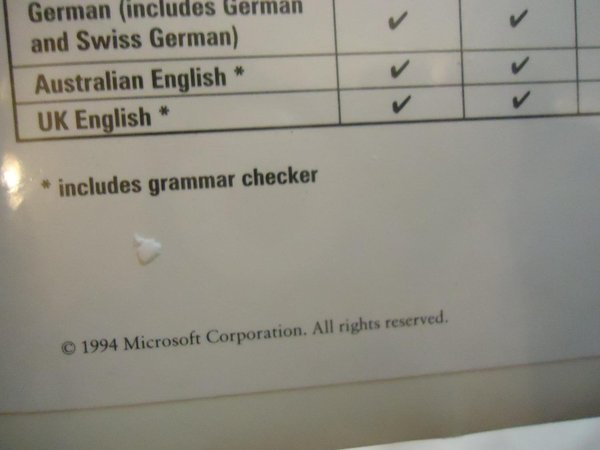 German (includes German
and Swiss German) ✔ ✔
Australian English * ✔ ✔
UK English * ✔ ✔
* includes grammar checker
© 1994 Microsoft Corporation. All rights reserved.